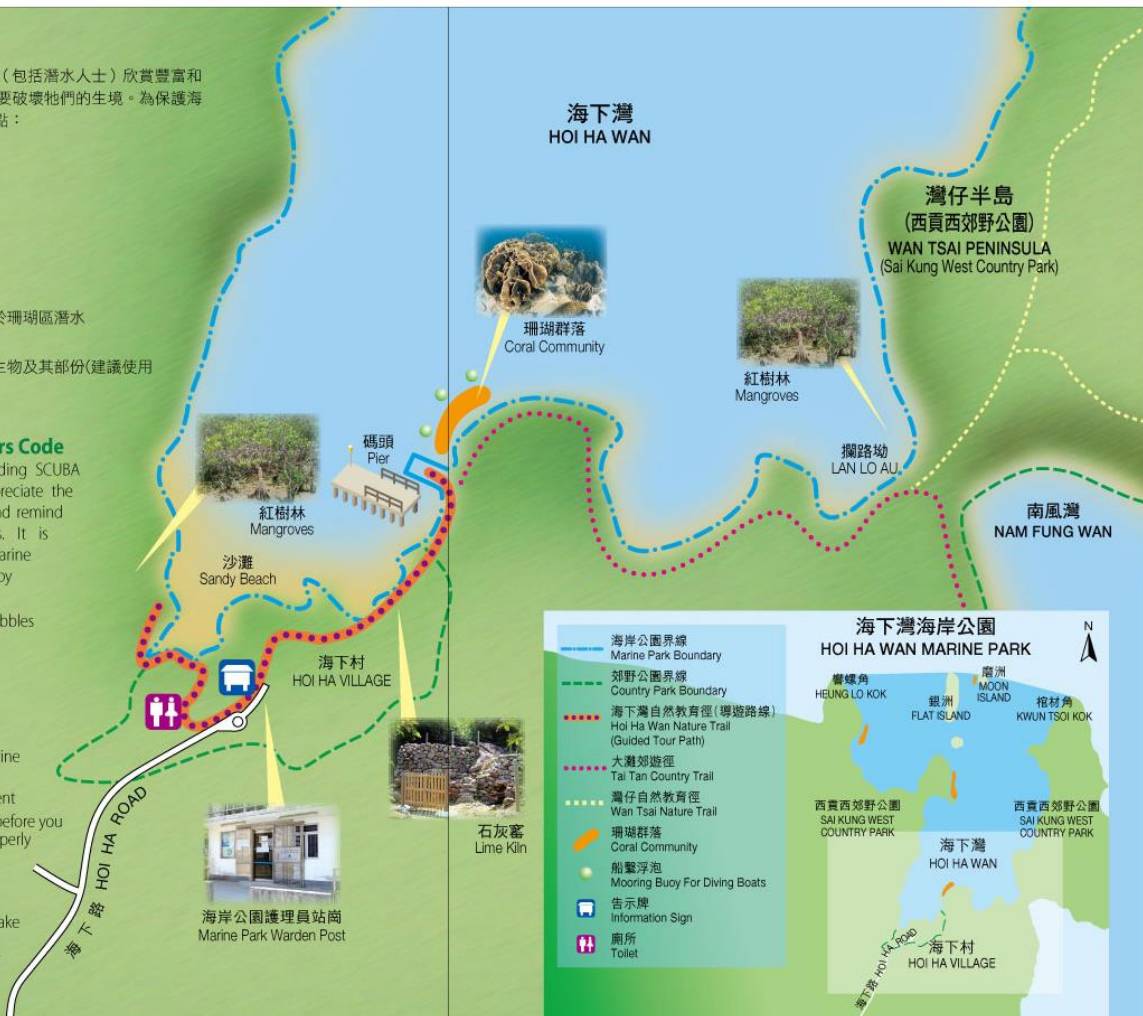 （包括潛水人士）欣賞豐富和
要破壞牠們的生境。為保護海
點：
於珊瑚區潛水
生物及其部份(建議使用
rs Code
ding SCUBA
reciate the
nd remind
s. It is
arine
oy
bbles
ine
ent
before you
perly
ake
海下灣
HOI HA WAN
灣仔半島
(西貢西郊野公園)
WAN TSAI PENINSULA
(Sai Kung West Country Park)
珊瑚群落
Coral Community
紅樹林
Mangroves
攔路坳
LAN LO AU
碼頭
Pier
紅樹林
Mangroves
沙灘
Sandy Beach
南風灣
NAM FUNG WAN
海下村
HOI HA VILLAGE
石灰窰
Lime Kiln
海岸公園護理員站崗
Marine Park Warden Post
海下路 HOI HA ROAD
海岸公園界線
Marine Park Boundary
郊野公園界線
Country Park Boundary
海下灣自然教育徑(導遊路線)
Hoi Ha Wan Nature Trail
(Guided Tour Path)
大灘郊遊徑
Tai Tan Country Trail
灣仔自然教育徑
Wan Tsai Nature Trail
珊瑚群落
Coral Community
船繫浮泡
Mooring Buoy For Diving Boats
告示牌
Information Sign
廁所
Toilet
海下灣海岸公園
HOI HA WAN MARINE PARK
N
響螺角
HEUNG LO KOK
銀洲
FLAT ISLAND
磨洲
MOON
ISLAND
棺材角
KWUN TSOI KOK
西貢西郊野公園
SAI KUNG WEST
COUNTRY PARK
西貢西郊野公園
SAI KUNG WEST
COUNTRY PARK
海下灣
HOI HA WAN
海下村
HOI HA VILLAGE
海下路 HOI HA ROAD